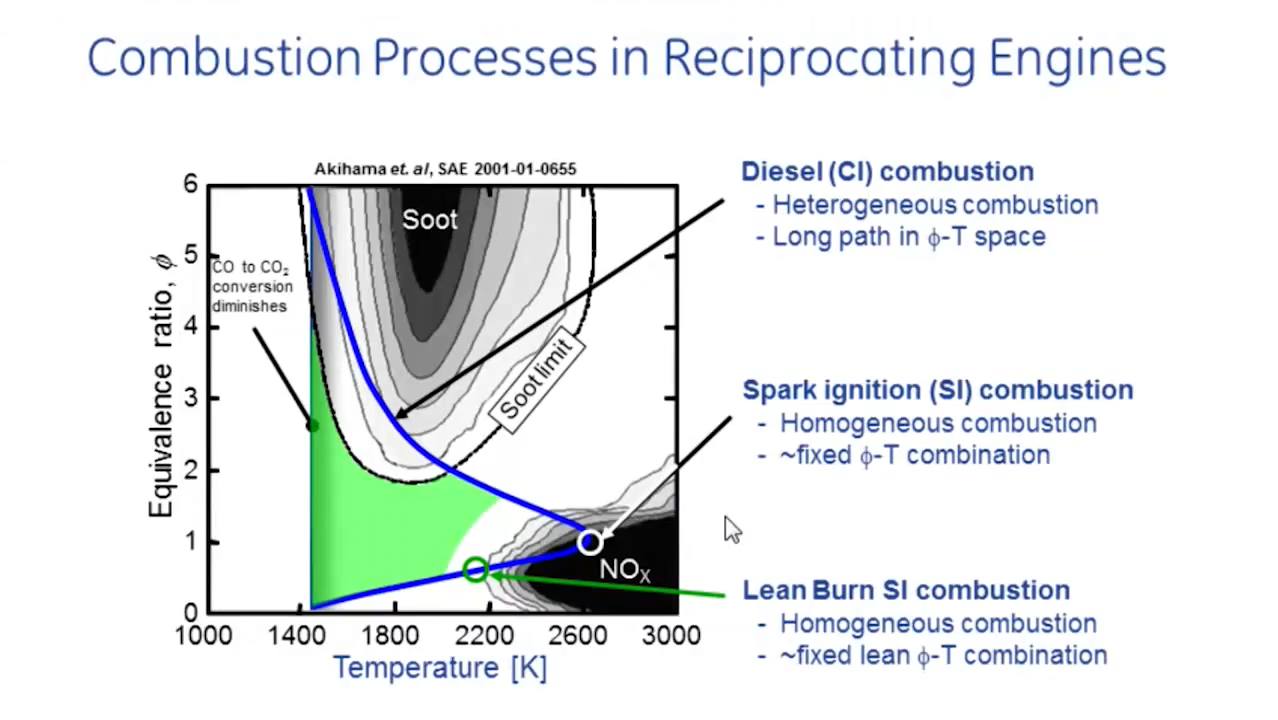 Combustion Processes in Reciprocating Engines
Akihama et. al, SAE 2001-01-0655
Equivalence ratio, ϕ
6
5
4
3
2
1
0
Soot
CO to CO₂
conversion
diminishes
Soot limit
NOX
1000 1400 1800 2200 2600 3000
Temperature [K]
Diesel (CI) combustion
- Heterogeneous combustion
- Long path in ϕ-T space
Spark ignition (SI) combustion
- Homogeneous combustion
- ~fixed ϕ-T combination
Lean Burn SI combustion
- Homogeneous combustion
- ~fixed lean ϕ-T combination